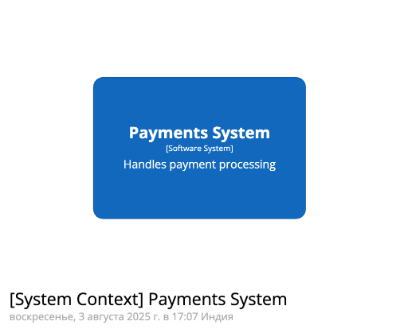 Payments System
[Software System]
Handles payment processing
[System Context] Payments System
воскресенье, 3 августа 2025 г. в 17:07 Индия